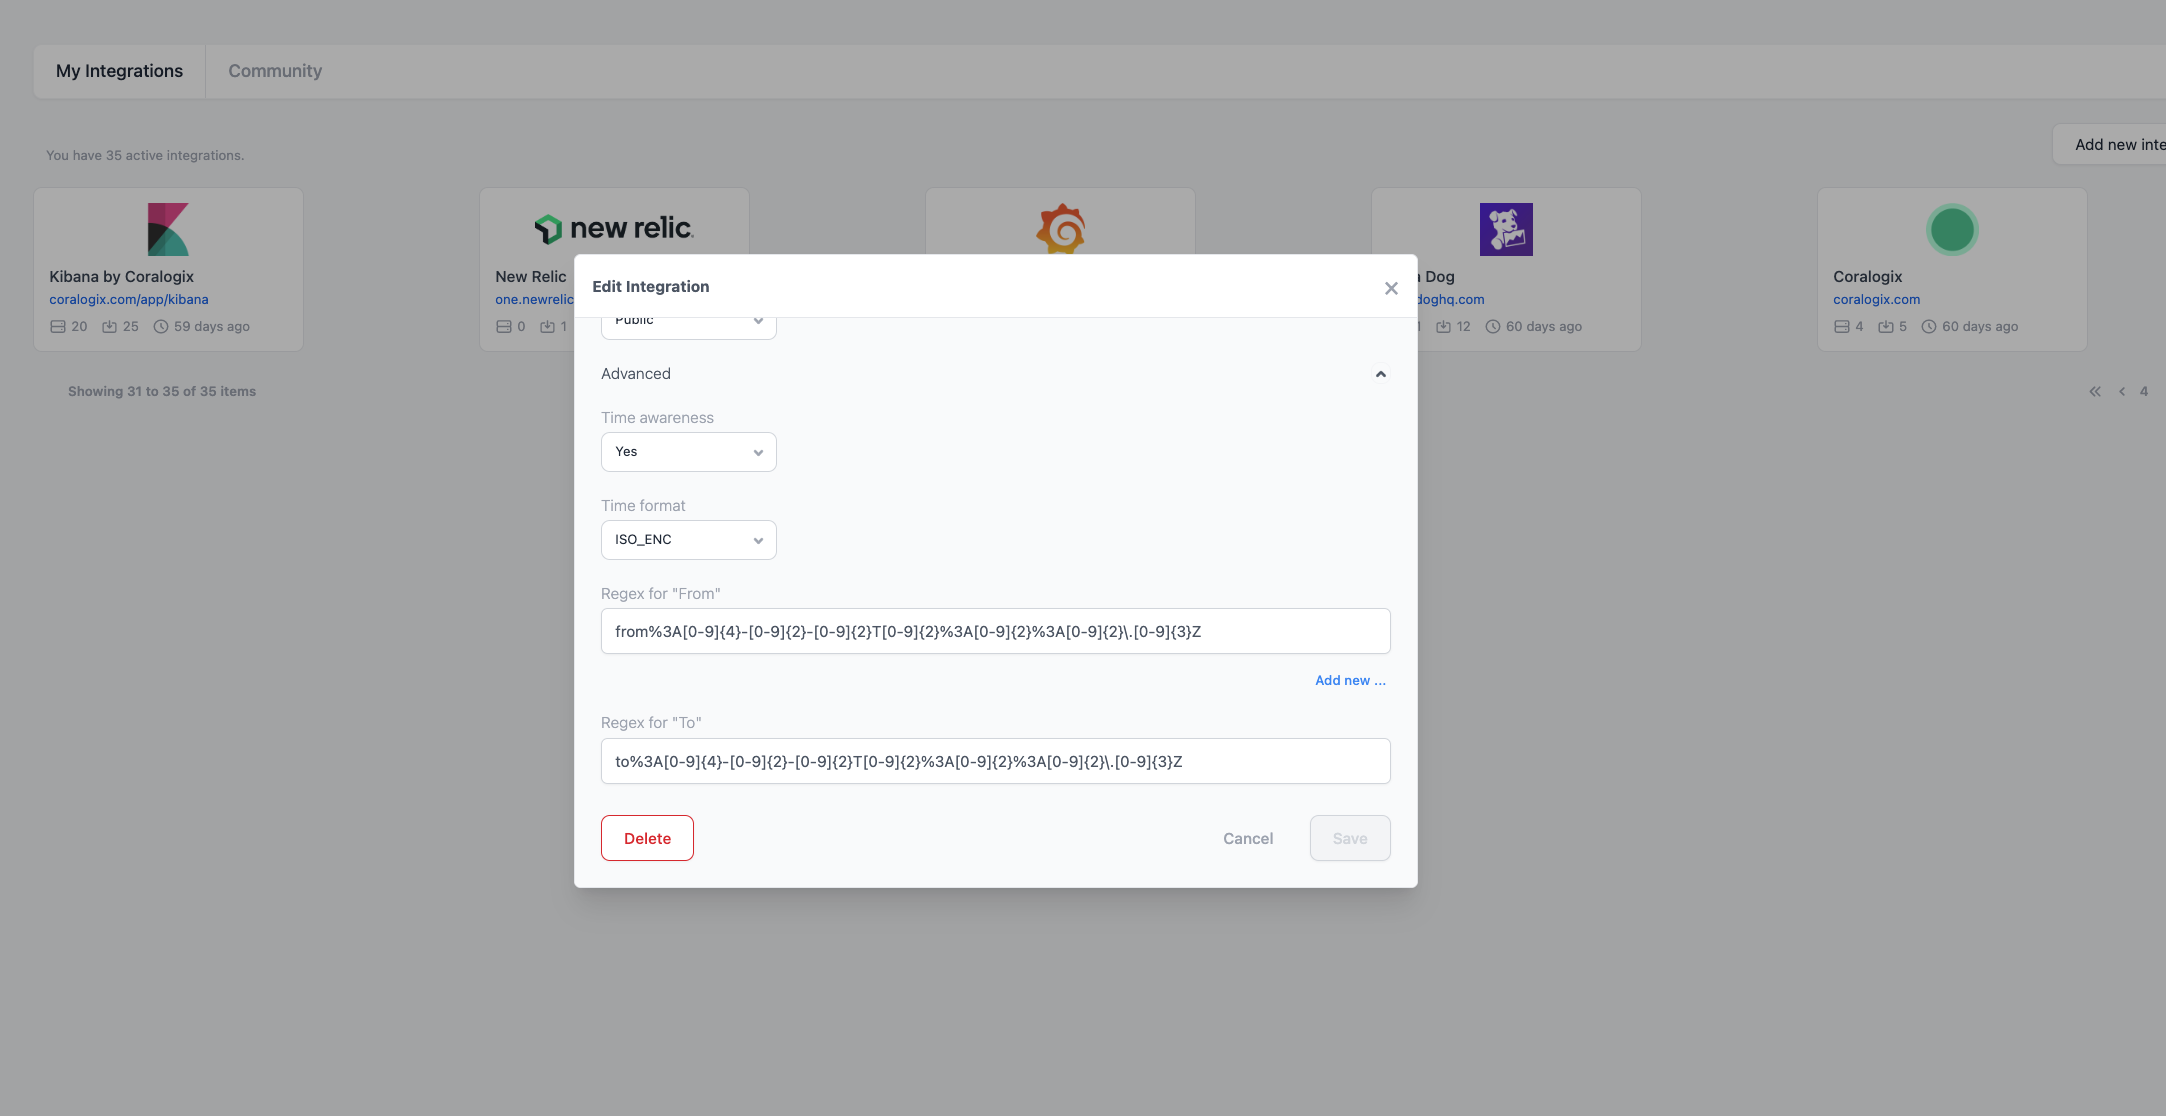 My Integrations
Community
You have 35 active integrations.
Add new inte
new relic
Kibana by Coralogix
coralogix.com/app/kibana
20 25 59 days ago
New Relic
one.newrelic
0 1
Dog
doghq.com
12 60 days ago
Coralogix
coralogix.com
4 5 60 days ago
Showing 31 to 35 of 35 items
« ‹ 4
Edit Integration
Public
Advanced
Time awareness
Yes
Time format
ISO_ENC
Regex for "From"
from%3A[0-9]{4}-[0-9]{2}-[0-9]{2}T[0-9]{2}%3A[0-9]{2}%3A[0-9]{2}\.[0-9]{3}Z
Add new ...
Regex for "To"
to%3A[0-9]{4}-[0-9]{2}-[0-9]{2}T[0-9]{2}%3A[0-9]{2}%3A[0-9]{2}\.[0-9]{3}Z
Delete
Cancel
Save